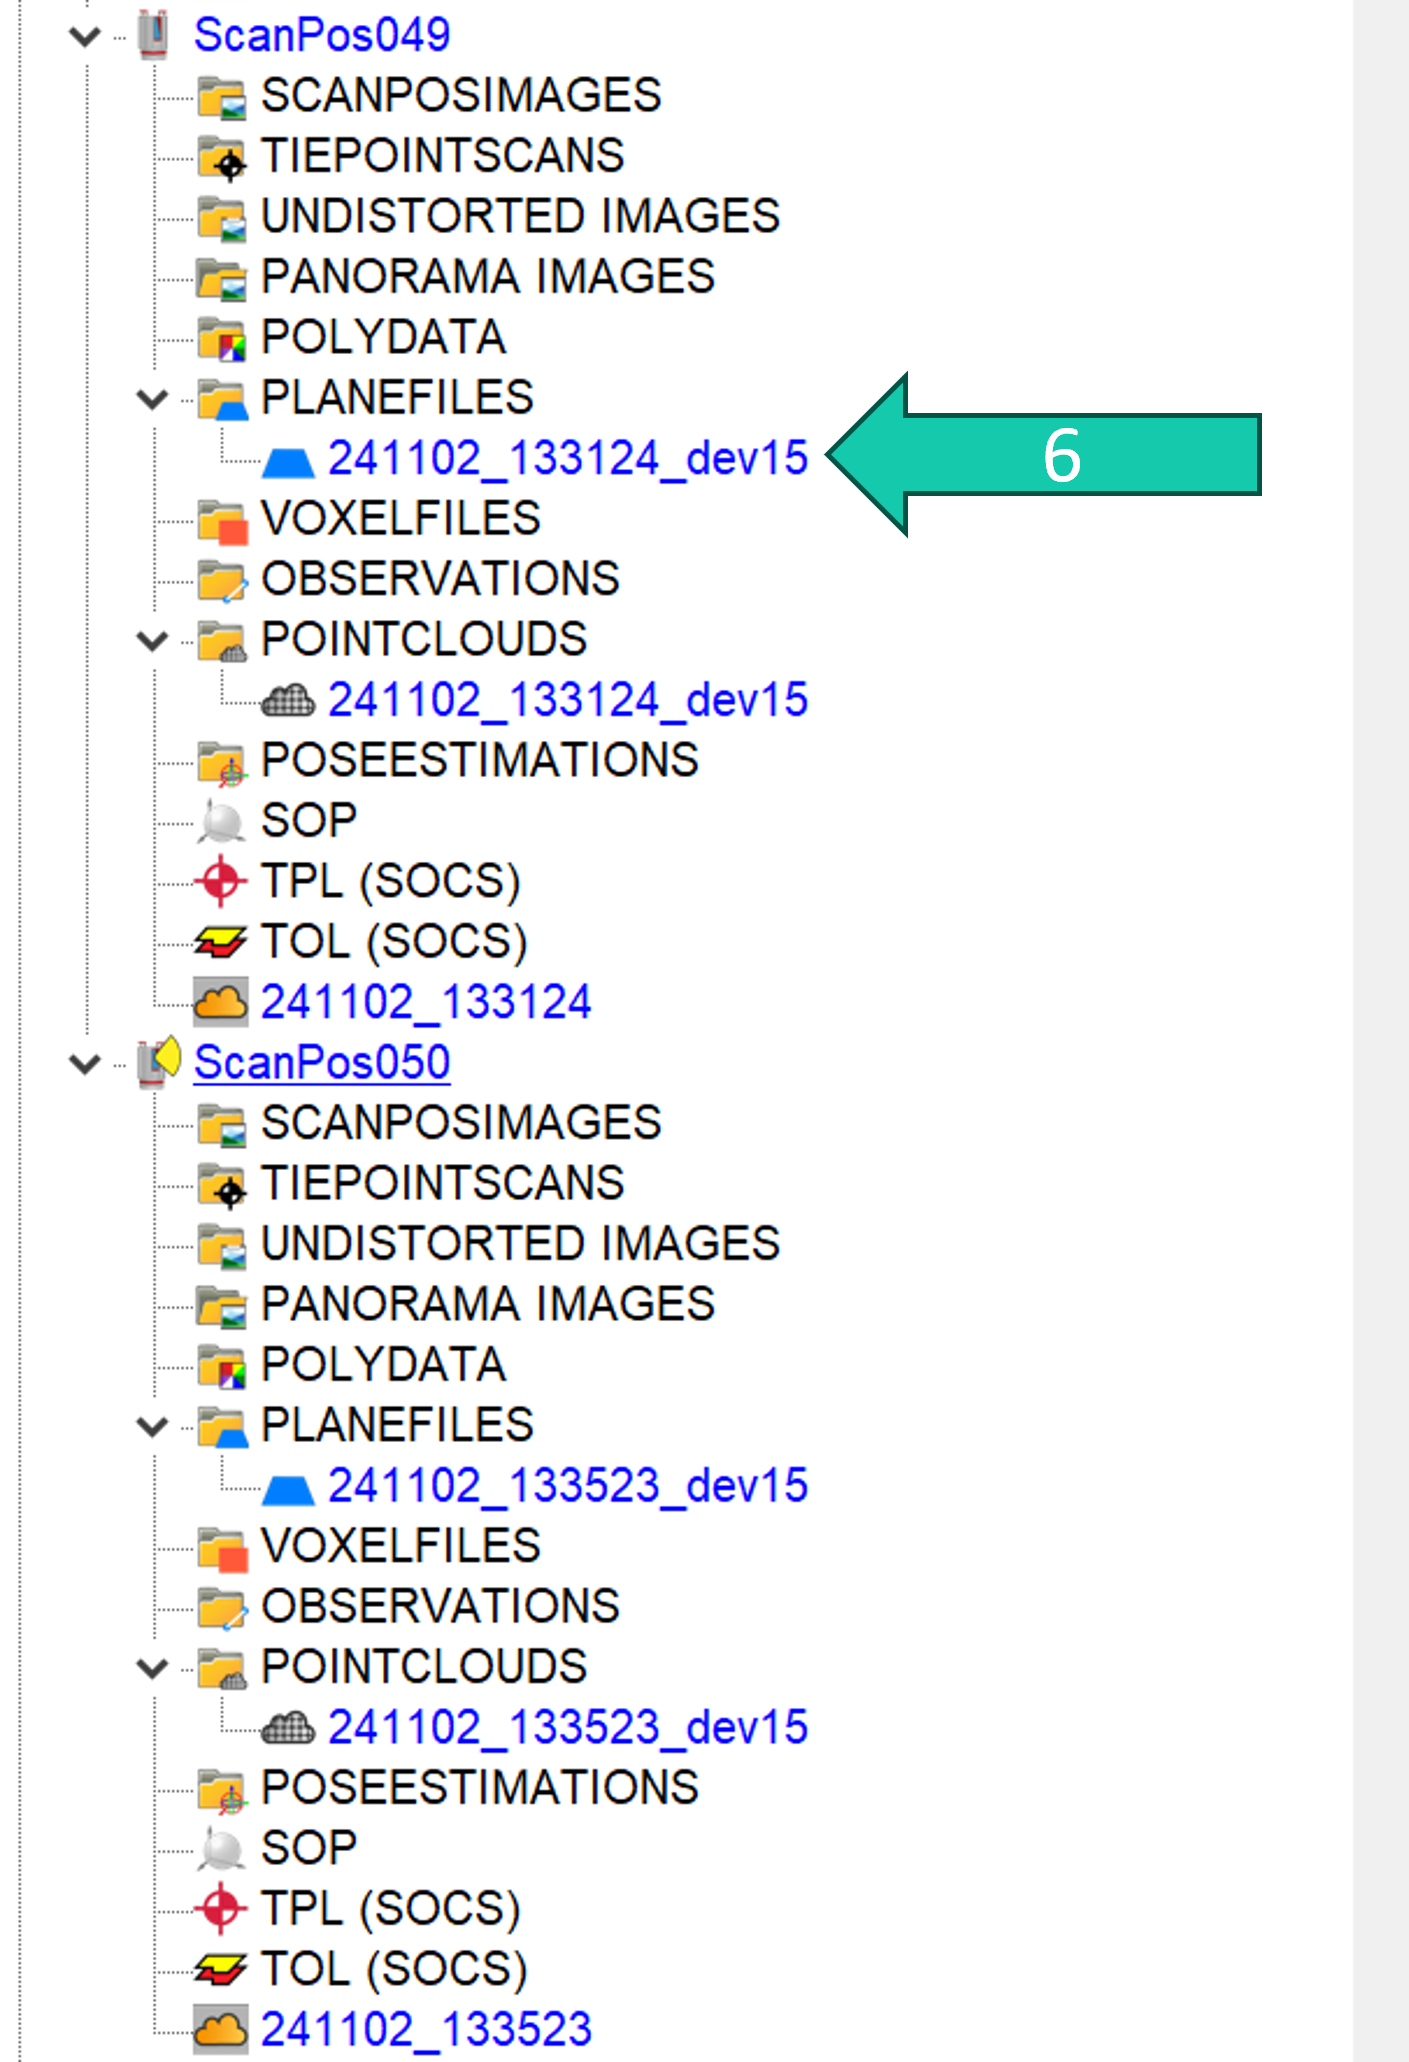 ScanPos049
SCANPOSIMAGES
TIEPOINTSCANS
UNDISTORTED IMAGES
PANORAMA IMAGES
POLYDATA
PLANEFILES
241102_133124_dev15
6
VOXELFILES
OBSERVATIONS
POINTCLOUDS
241102_133124_dev15
POSEESTIMATIONS
SOP
TPL (SOCS)
TOL (SOCS)
241102_133124
ScanPos050
SCANPOSIMAGES
TIEPOINTSCANS
UNDISTORTED IMAGES
PANORAMA IMAGES
POLYDATA
PLANEFILES
241102_133523_dev15
VOXELFILES
OBSERVATIONS
POINTCLOUDS
241102_133523_dev15
POSEESTIMATIONS
SOP
TPL (SOCS)
TOL (SOCS)
241102_133523